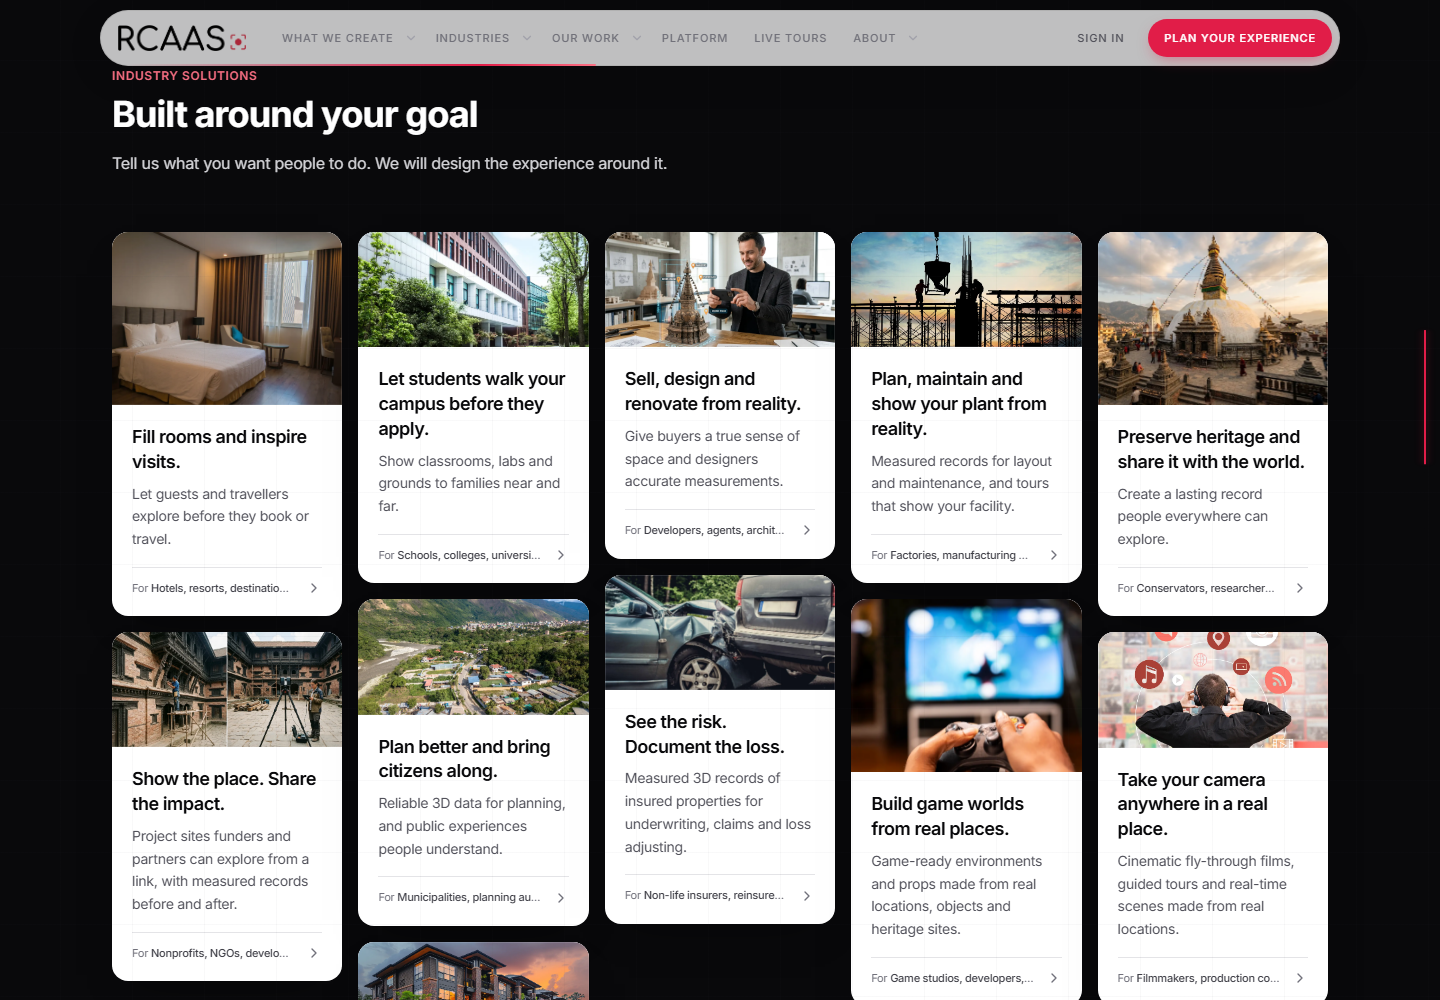 RCAAS
WHAT WE CREATE
INDUSTRIES
OUR WORK
PLATFORM
LIVE TOURS
ABOUT
SIGN IN
PLAN YOUR EXPERIENCE
INDUSTRY SOLUTIONS
Built around your goal
Tell us what you want people to do. We will design the experience around it.
Fill rooms and inspire
visits.
Let guests and travellers
explore before they book or
travel.
For Hotels, resorts, destinatio...
Let students walk your
campus before they
apply.
Show classrooms, labs and
grounds to families near and
far.
For Schools, colleges, universi...
Sell, design and
renovate from reality.
Give buyers a true sense of
space and designers
accurate measurements.
For Developers, agents, archit...
Plan, maintain and
show your plant from
reality.
Measured records for layout
and maintenance, and tours
that show your facility.
For Factories, manufacturing ...
Preserve heritage and
share it with the world.
Create a lasting record
people everywhere can
explore.
For Conservators, researcher...
Show the place. Share
the impact.
Project sites funders and
partners can explore from a
link, with measured records
before and after.
For Nonprofits, NGOs, develo...
Plan better and bring
citizens along.
Reliable 3D data for planning,
and public experiences
people understand.
For Municipalities, planning au...
See the risk.
Document the loss.
Measured 3D records of
insured properties for
underwriting, claims and loss
adjusting.
For Non-life insurers, reinsure...
Build game worlds
from real places.
Game-ready environments
and props made from real
locations, objects and
heritage sites.
For Game studios, developers,...
Take your camera
anywhere in a real
place.
Cinematic fly-through films,
guided tours and real-time
scenes made from real
locations.
For Filmmakers, production co...